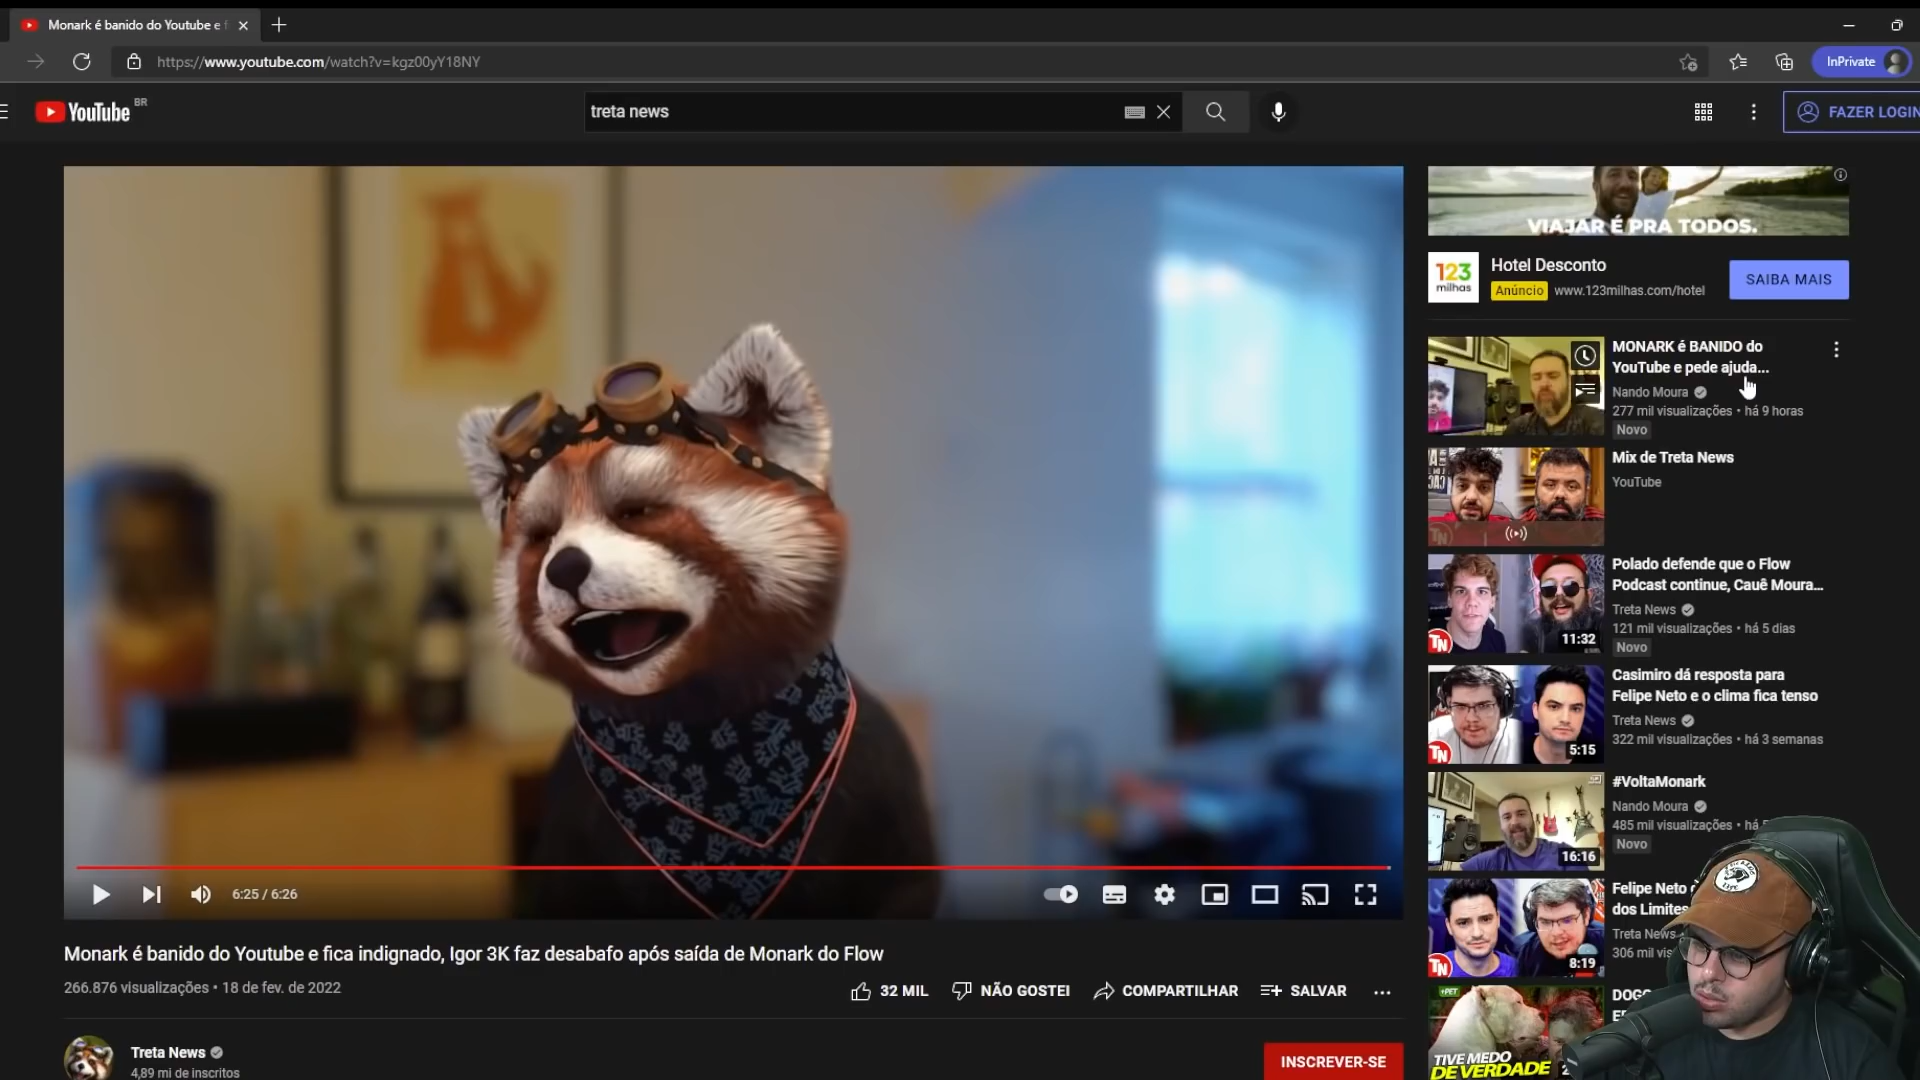 Monark é banido do Youtube e f
https://www.youtube.com/watch?v=kgz00yY18NY
InPrivate
YouTube BR
treta news
FAZER LOGIN
VIAJAR É PRA TODOS.
123 milhas
Hotel Desconto
Anúncio www.123milhas.com/hotel
SAIBA MAIS
MONARK é BANIDO do
YouTube e pede ajuda...
Nando Moura
277 mil visualizações • há 9 horas
Novo
Mix de Treta News
YouTube
Polado defende que o Flow
Podcast continue, Cauê Moura...
Treta News
121 mil visualizações • há 5 dias
Novo
11:32
TN
Casimiro dá resposta para
Felipe Neto e o clima fica tenso
Treta News
322 mil visualizações • há 3 semanas
5:15
TN
#VoltaMonark
Nando Moura
485 mil visualizações • há
Novo
16:16
Felipe Neto
dos Limites
Treta News
306 mil vis
8:19
TN
DOGO
+PET
TIVE MEDO
DE VERDADE
6:25 / 6:26
Monark é banido do Youtube e fica indignado, Igor 3K faz desabafo após saída de Monark do Flow
266.876 visualizações • 18 de fev. de 2022
32 MIL
NÃO GOSTEI
COMPARTILHAR
SALVAR
Treta News
4,89 mi de inscritos
INSCREVER-SE